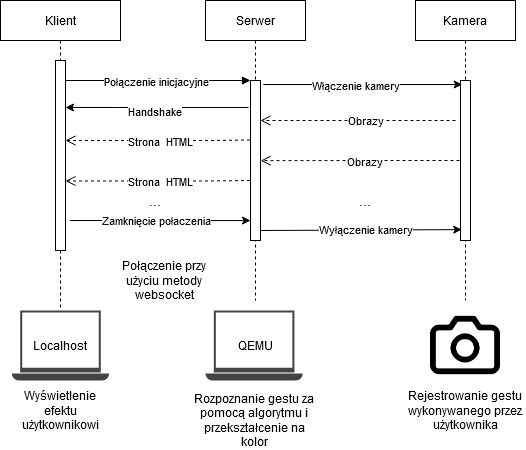 Klient
Serwer
Kamera
Połączenie inicjacyjne
Włączenie kamery
Handshake
Obrazy
Strona HTML
Obrazy
Strona HTML
...
...
Zamknięcie połaczenia
Wyłączenie kamery
Połączenie przy
użyciu metody
websocket
Localhost
QEMU
Wyświetlenie
efektu
użytkownikowi
Rozpoznanie gestu za
pomocą algorytmu i
przekształcenie na
kolor
Rejestrowanie gestu
wykonywanego przez
użytkownika